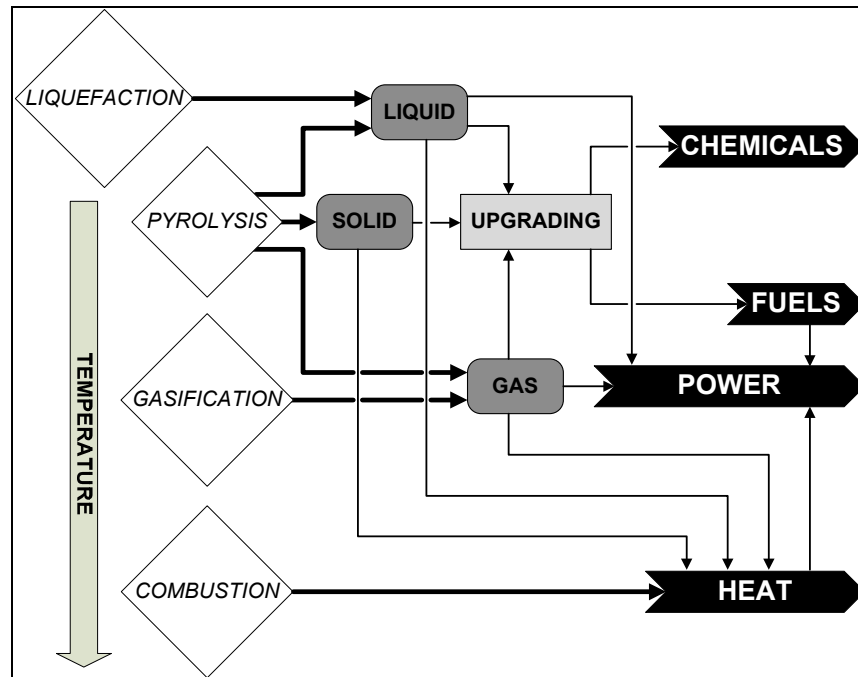 LIQUEFACTION
LIQUID
CHEMICALS
PYROLYSIS
SOLID
UPGRADING
FUELS
TEMPERATURE
GASIFICATION
GAS
POWER
COMBUSTION
HEAT